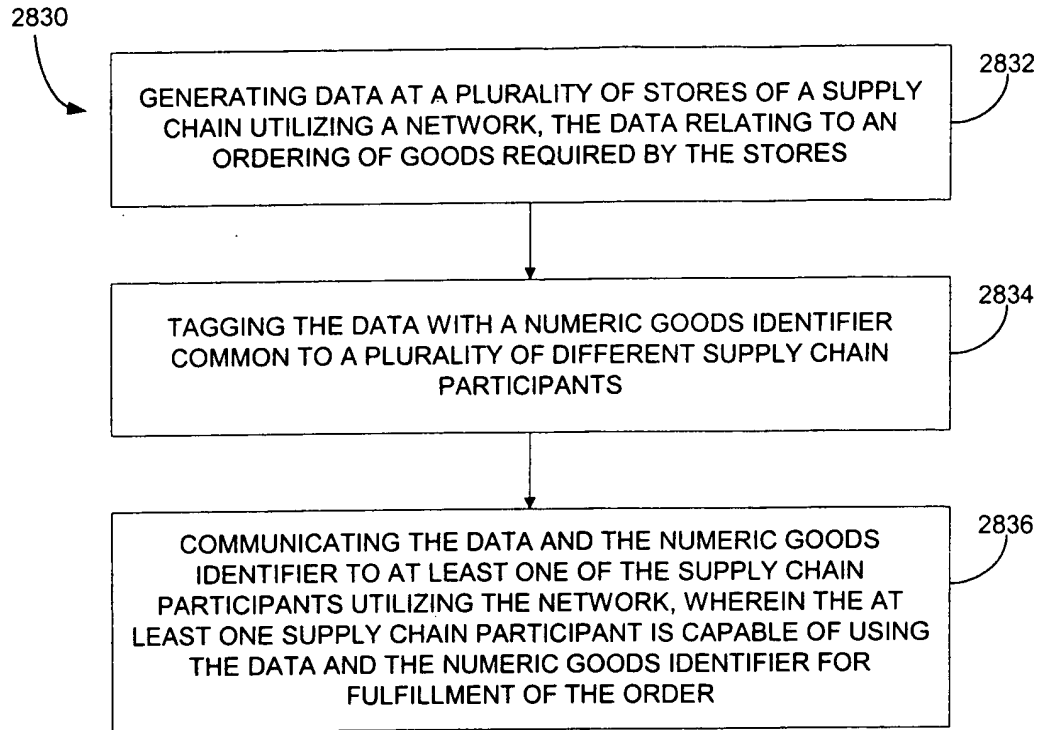 2830
2832
GENERATING DATA AT A PLURALITY OF STORES OF A SUPPLY
CHAIN UTILIZING A NETWORK, THE DATA RELATING TO AN
ORDERING OF GOODS REQUIRED BY THE STORES
2834
TAGGING THE DATA WITH A NUMERIC GOODS IDENTIFIER
COMMON TO A PLURALITY OF DIFFERENT SUPPLY CHAIN
PARTICIPANTS
2836
COMMUNICATING THE DATA AND THE NUMERIC GOODS
IDENTIFIER TO AT LEAST ONE OF THE SUPPLY CHAIN
PARTICIPANTS UTILIZING THE NETWORK, WHEREIN THE AT
LEAST ONE SUPPLY CHAIN PARTICIPANT IS CAPABLE OF USING
THE DATA AND THE NUMERIC GOODS IDENTIFIER FOR
FULFILLMENT OF THE ORDER